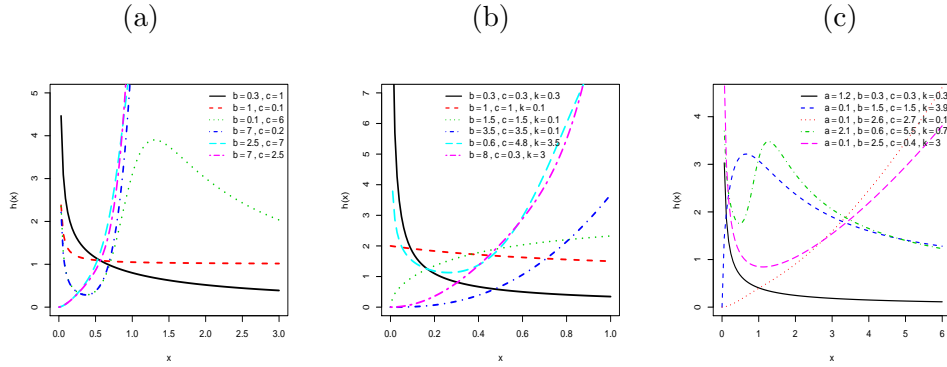 (a)
h(x)
5
4
3
2
1
0
b = 0.3 , c = 1
b = 1 , c = 0.1
b = 0.1 , c = 6
b = 7 , c = 0.2
b = 2.5 , c = 7
b = 7 , c = 2.5
0.0 0.5 1.0 1.5 2.0 2.5 3.0
x
(b)
h(x)
7
6
5
4
3
2
1
0
b = 0.3 , c = 0.3 , k = 0.3
b = 1 , c = 1 , k = 0.1
b = 1.5 , c = 1.5 , k = 0.1
b = 3.5 , c = 3.5 , k = 0.1
b = 0.6 , c = 4.8 , k = 3.5
b = 8 , c = 0.3 , k = 3
0.0 0.2 0.4 0.6 0.8 1.0
x
(c)
h(x)
4
3
2
1
0
a = 1.2 , b = 0.3 , c = 0.3 , k = 0.3
a = 0.1 , b = 1.5 , c = 1.5 , k = 3.9
a = 0.1 , b = 2.6 , c = 2.7 , k = 0.1
a = 2.1 , b = 0.6 , c = 5.5 , k = 0.7
a = 0.1 , b = 2.5 , c = 0.4 , k = 3
0 1 2 3 4 5 6
x